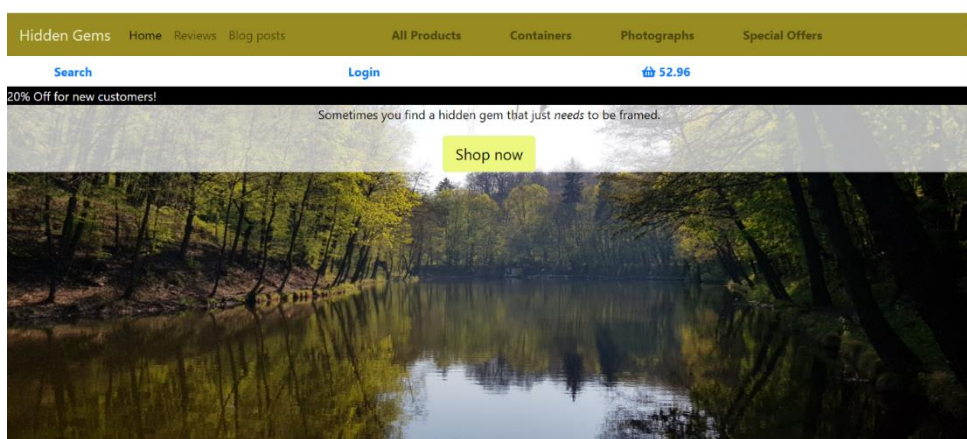 Hidden Gems Home Reviews Blog posts All Products Containers Photographs Special Offers
Search Login 52.96
20% Off for new customers!
Sometimes you find a hidden gem that just needs to be framed.
Shop now